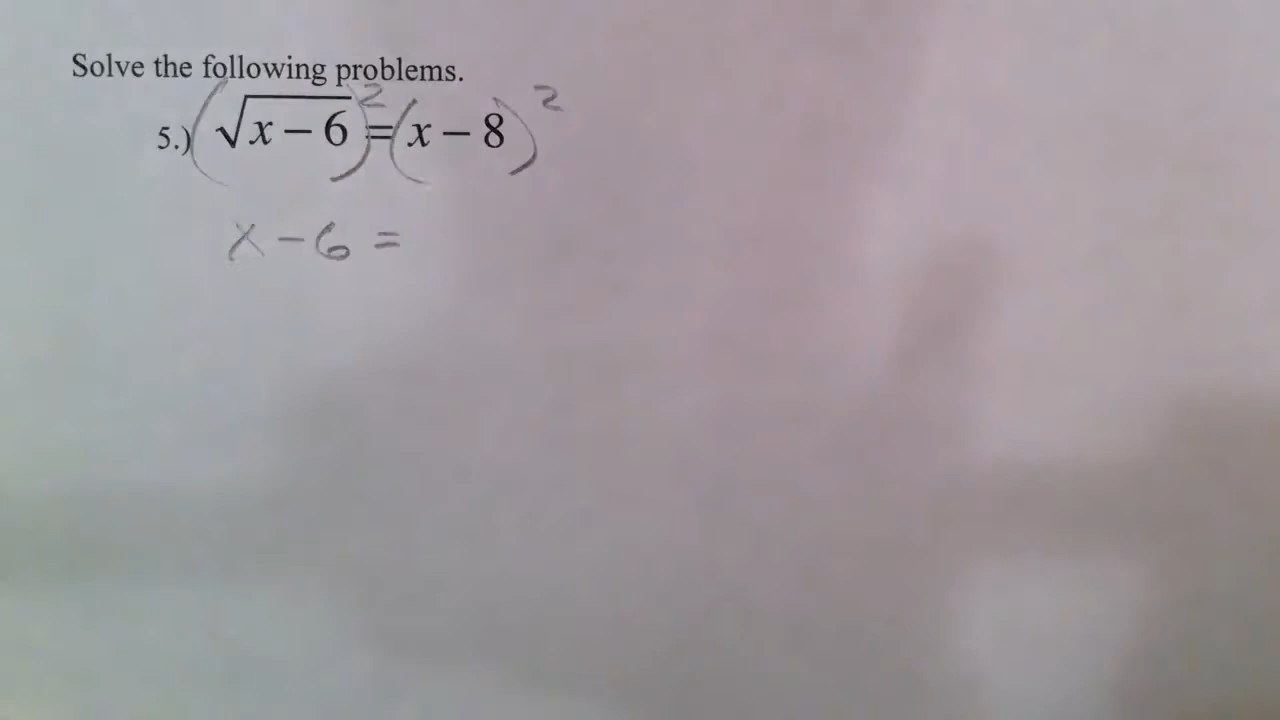 Solve the following problems.
5.) (√x − 6)² = (x − 8)²
x − 6 =